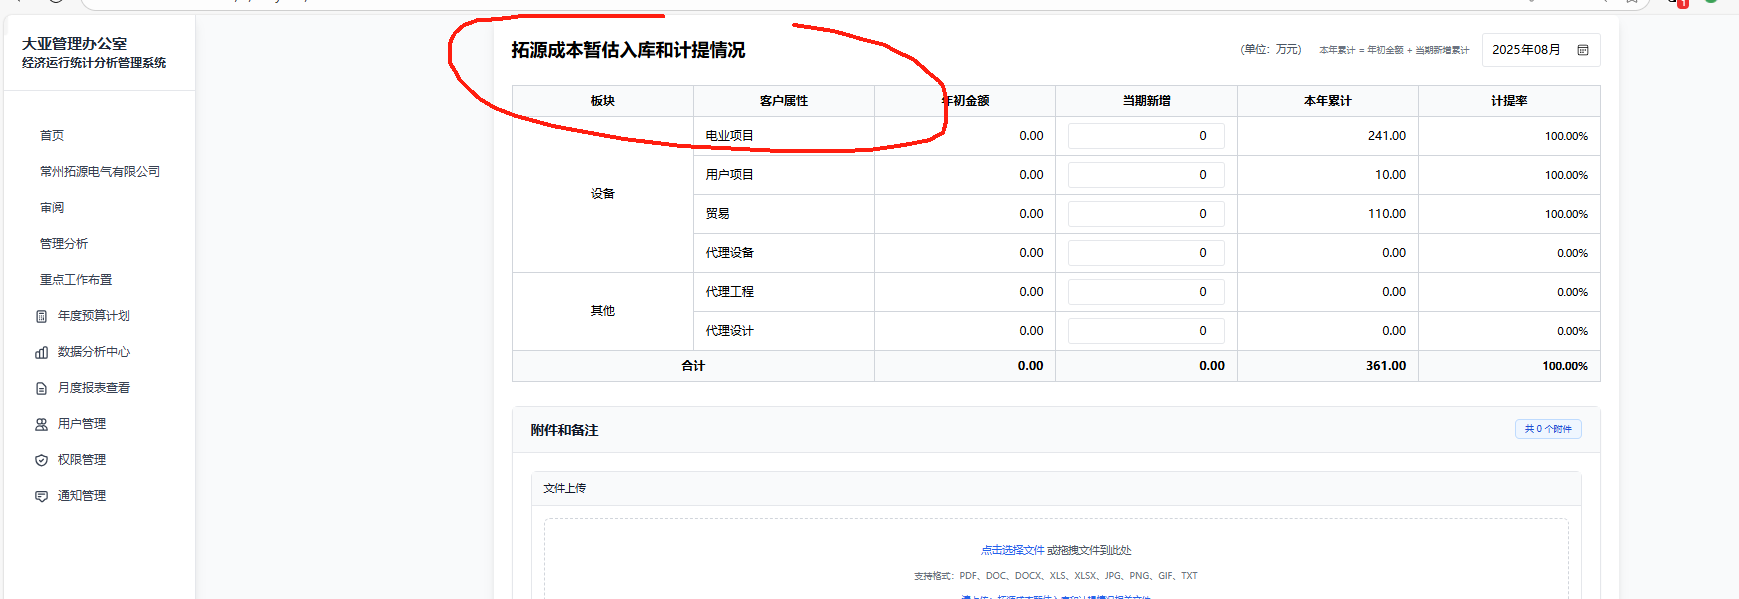 大亚管理办公室
经济运行统计分析管理系统
首页
常州拓源电气有限公司
审阅
管理分析
重点工作布置
年度预算计划
数据分析中心
月度报表查看
用户管理
权限管理
通知管理
拓源成本暂估入库和计提情况
(单位：万元) 本年累计 = 年初金额 + 当期新增累计 2025年08月
板块 客户属性 年初金额 当期新增 本年累计 计提率
设备 电业项目 0.00 0 241.00 100.00%
用户项目 0.00 0 10.00 100.00%
贸易 0.00 0 110.00 100.00%
代理设备 0.00 0 0.00 0.00%
其他 代理工程 0.00 0 0.00 0.00%
代理设计 0.00 0 0.00 0.00%
合计 0.00 0.00 361.00 100.00%
附件和备注 共 0 个附件
文件上传
点击选择文件 或拖拽文件到此处
支持格式：PDF、DOC、DOCX、XLS、XLSX、JPG、PNG、GIF、TXT